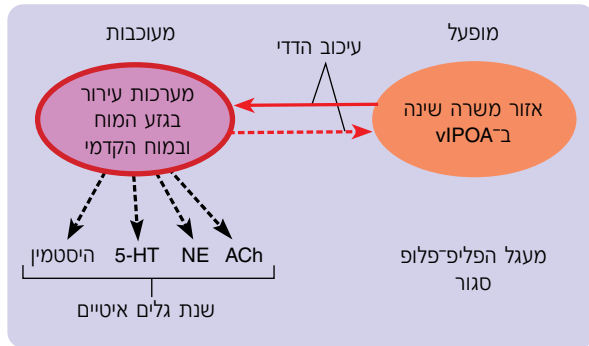 מעוכבות
מופעל
עיכוב הדדי
מערכות עירור
בגזע המוח
ובמוח הקדמי
אזור משרה שינה
ב־vlPOA
היסטמין 5-HT NE ACh
שנת גלים איטיים
מעגל הפליפ־פלופ
סגור